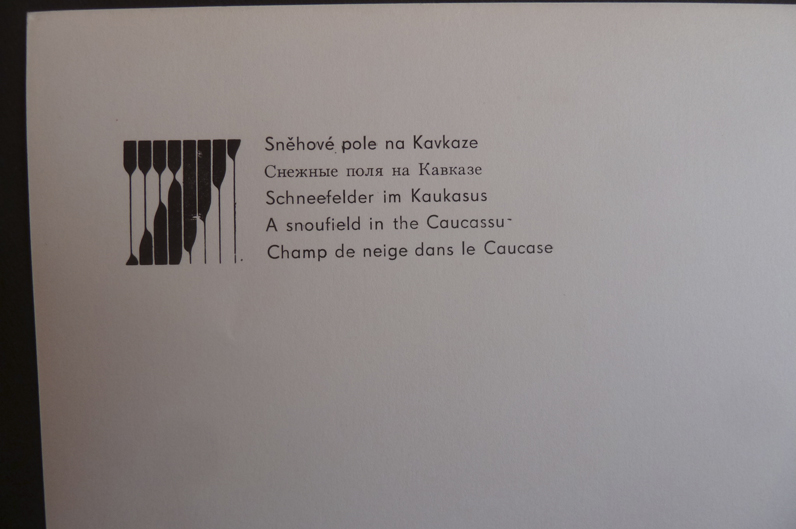 Sněhové pole na Kavkaze
Снежные поля на Кавказе
Schneefelder im Kaukasus
A snoufield in the Caucassu-
Champ de neige dans le Caucase